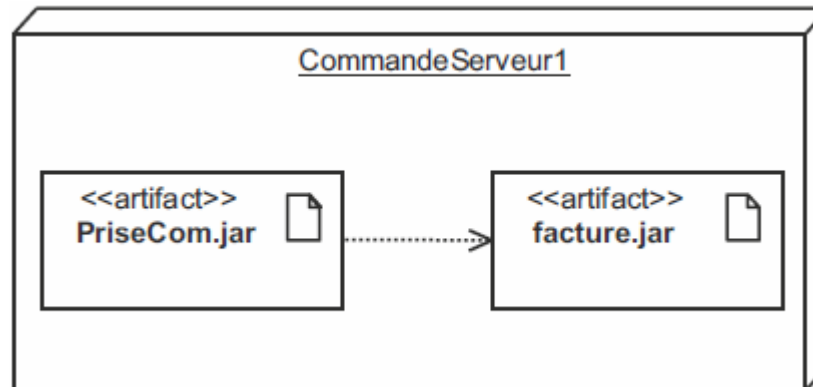 CommandeServeur1
<<artifact>>
PriseCom.jar
<<artifact>>
facture.jar